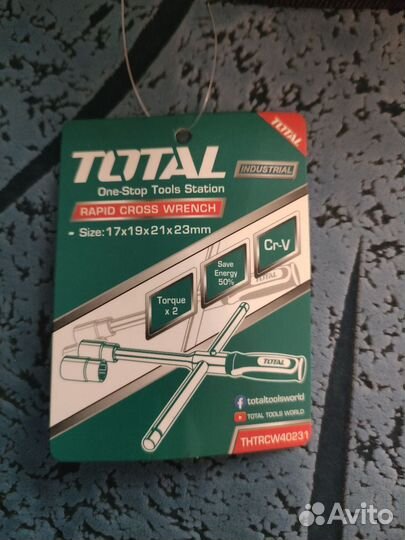 TOTAL
TOTAL
One-Stop Tools Station
INDUSTRIAL
RAPID CROSS WRENCH
Size: 17x19x21x23mm
Cr-V
Save
Energy
50%
Torque
x 2
TOTAL
totaltoolsworld
TOTAL TOOLS WORLD
THTRCW40231
Avito